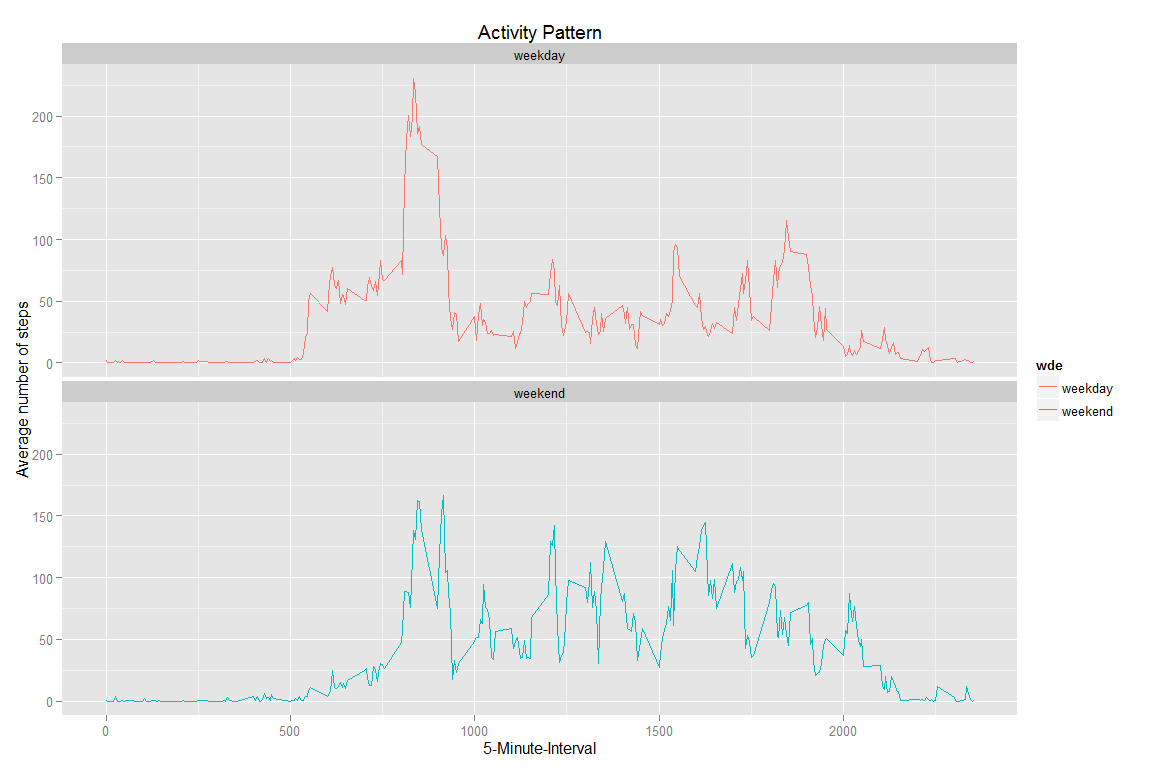 Activity Pattern
weekday
200
150
100
50
0
weekend
200
150
100
50
0
Average number of steps
0
500
1000
1500
2000
5-Minute-Interval
wde
weekday
weekend